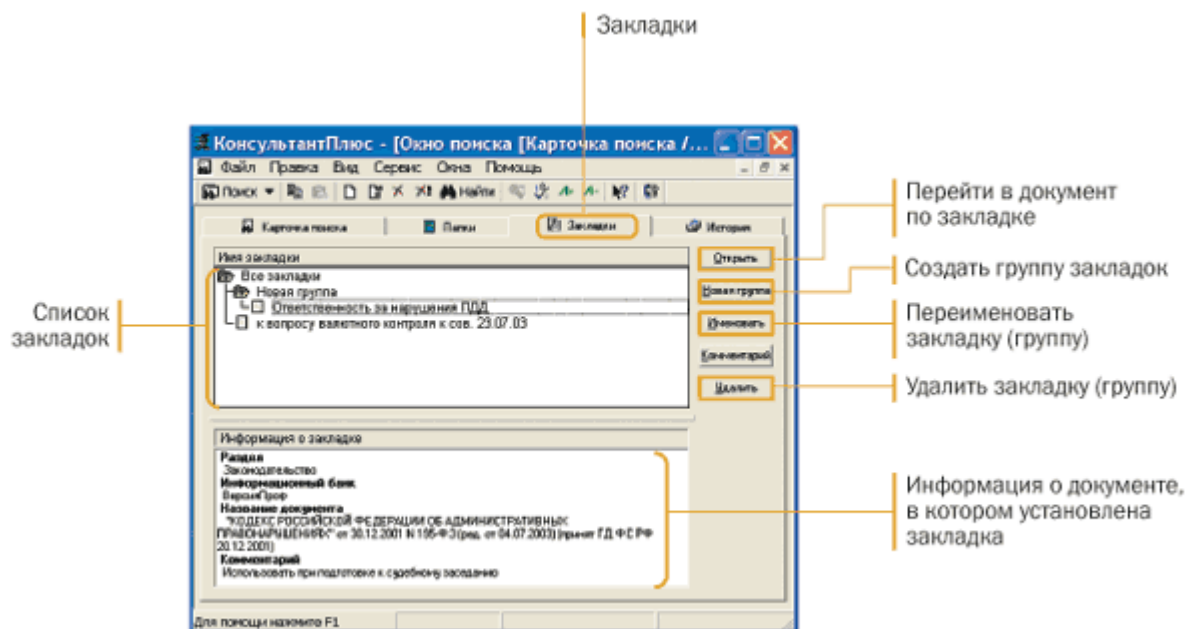 Закладки
КонсультантПлюс - [Окно поиска [Карточка поиска /...
Файл Правка Вид Сервис Окна Помощь
Поиск Найти
Карточка поиска Папки Закладки История
Имя закладки
Все закладки
Новая группа
Ответственность за нарушения ПДД
к вопросу валютного контроля к сов. 23.07.03
Открыть
Новая группа
Именовать
Комментарий
Удалить
Список
закладок
Перейти в документ
по закладке
Создать группу закладок
Переименовать
закладку (группу)
Удалить закладку (группу)
Информация о закладке
Раздел
Законодательство
Информационный банк
ВерсияПроф
Название документа
"КОДЕКС РОССИЙСКОЙ ФЕДЕРАЦИИ ОБ АДМИНИСТРАТИВНЫХ
ПРАВОНАРУШЕНИЯХ" от 30.12.2001 N 195-ФЗ (ред. от 04.07.2003) (принят ГД ФС РФ
20.12.2001)
Комментарий
Использовать при подготовке к судебному заседанию
Информация о документе,
в котором установлена
закладка
Для помощи нажмите F1